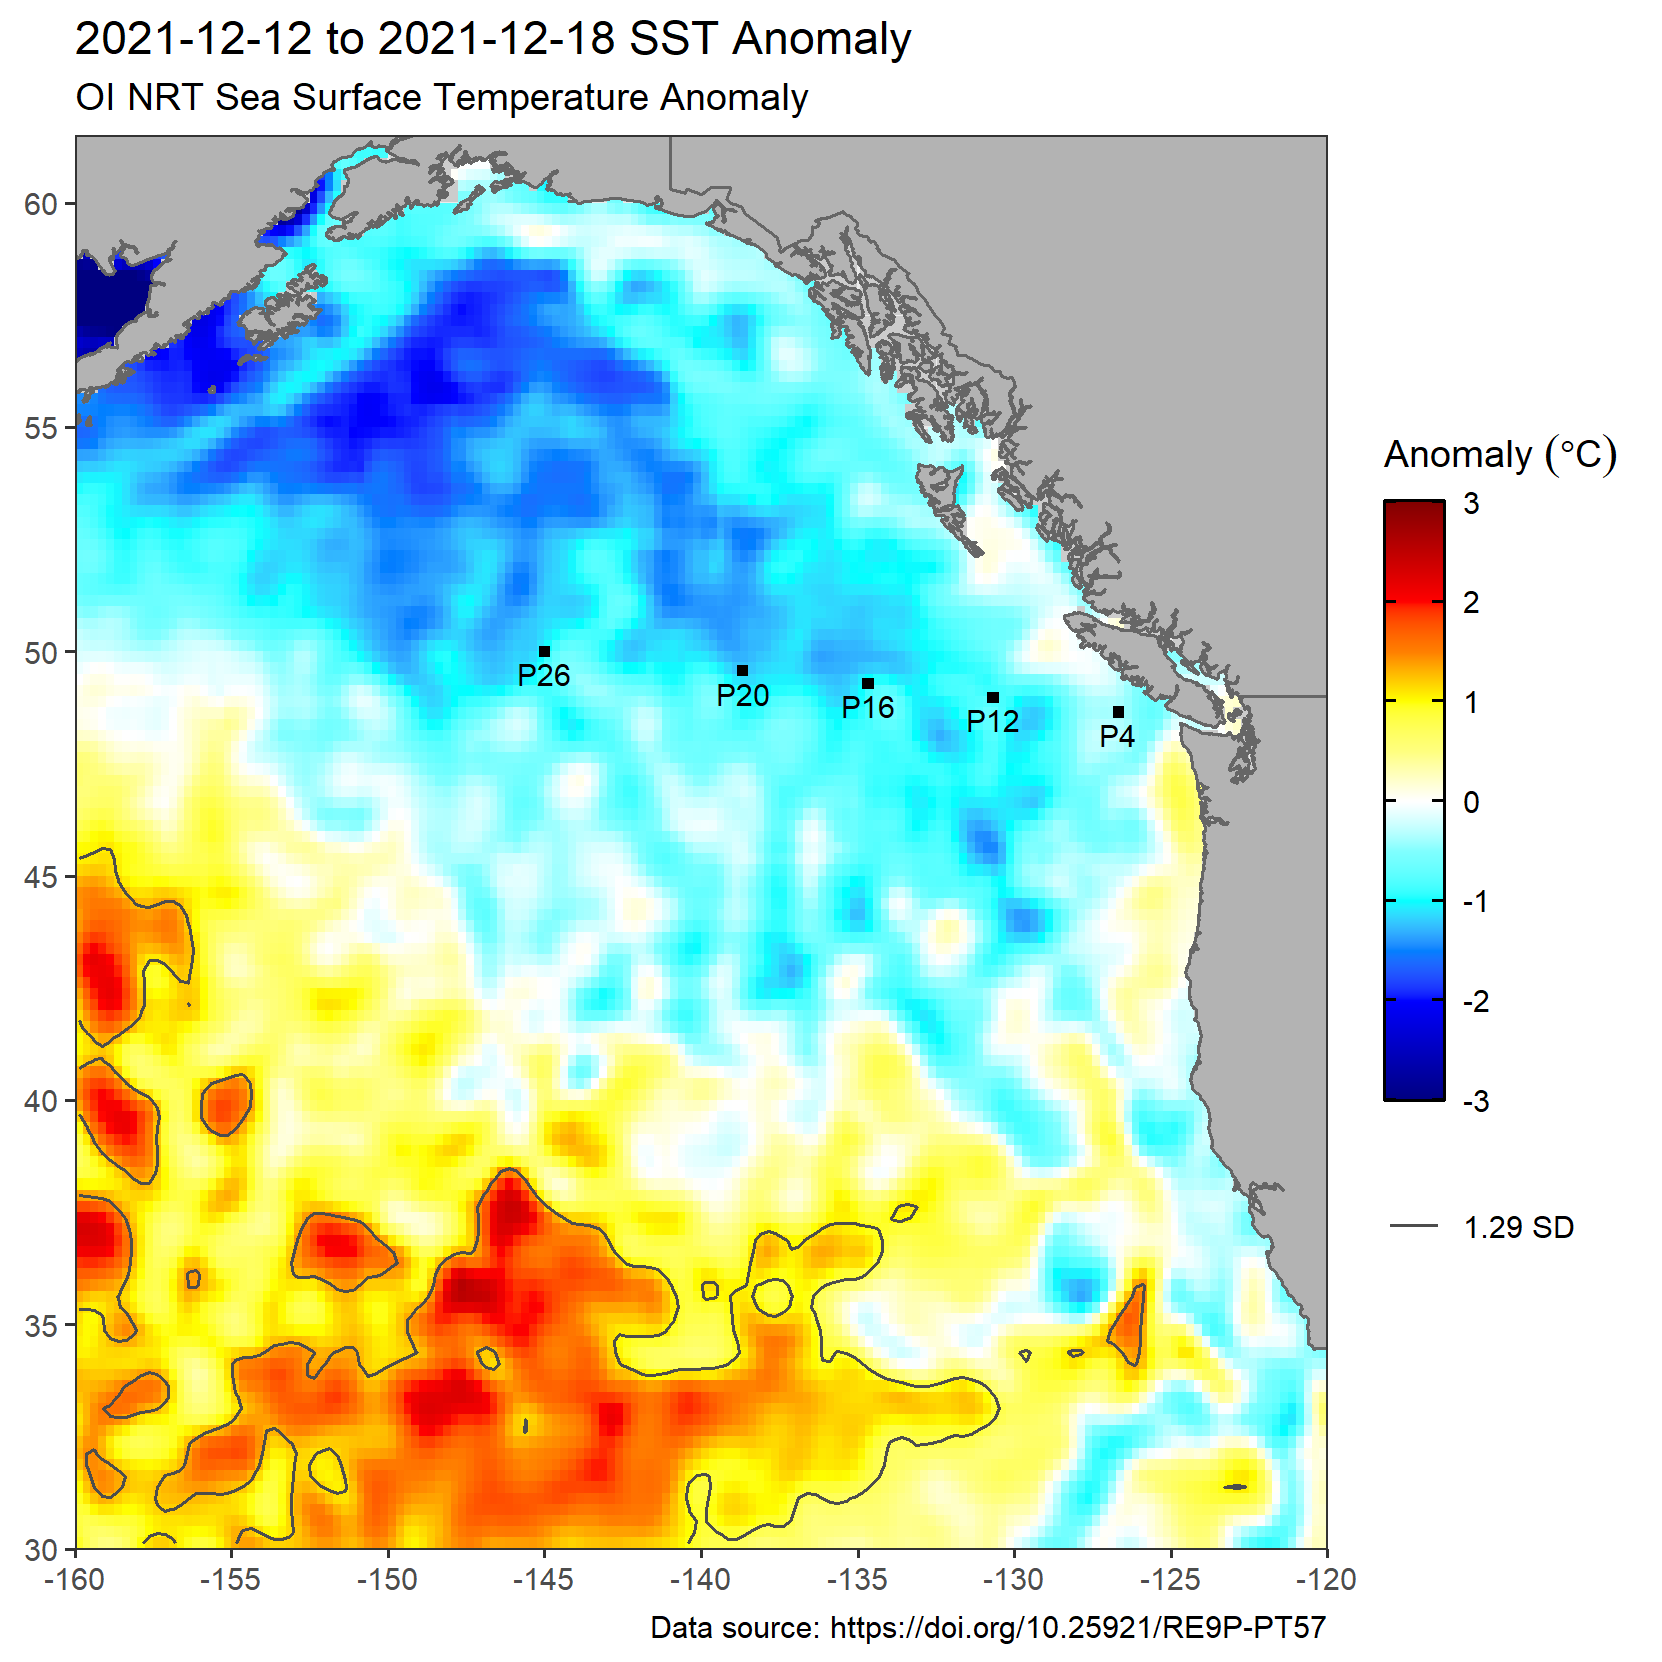 2021-12-12 to 2021-12-18 SST Anomaly
OI NRT Sea Surface Temperature Anomaly
60
55
50
45
40
35
30
-160
-155
-150
-145
-140
-135
-130
-125
-120
P26
P20
P16
P12
P4
Anomaly (°C)
3
2
1
0
-1
-2
-3
1.29 SD
Data source: https://doi.org/10.25921/RE9P-PT57